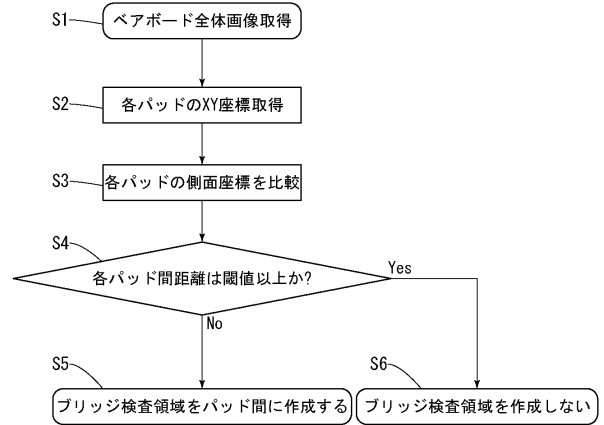 S1
ベアボード全体画像取得
S2
各パッドのXY座標取得
S3
各パッドの側面座標を比較
S4
各パッド間距離は閾値以上か?
Yes
No
S5
ブリッジ検査領域をパッド間に作成する
S6
ブリッジ検査領域を作成しない